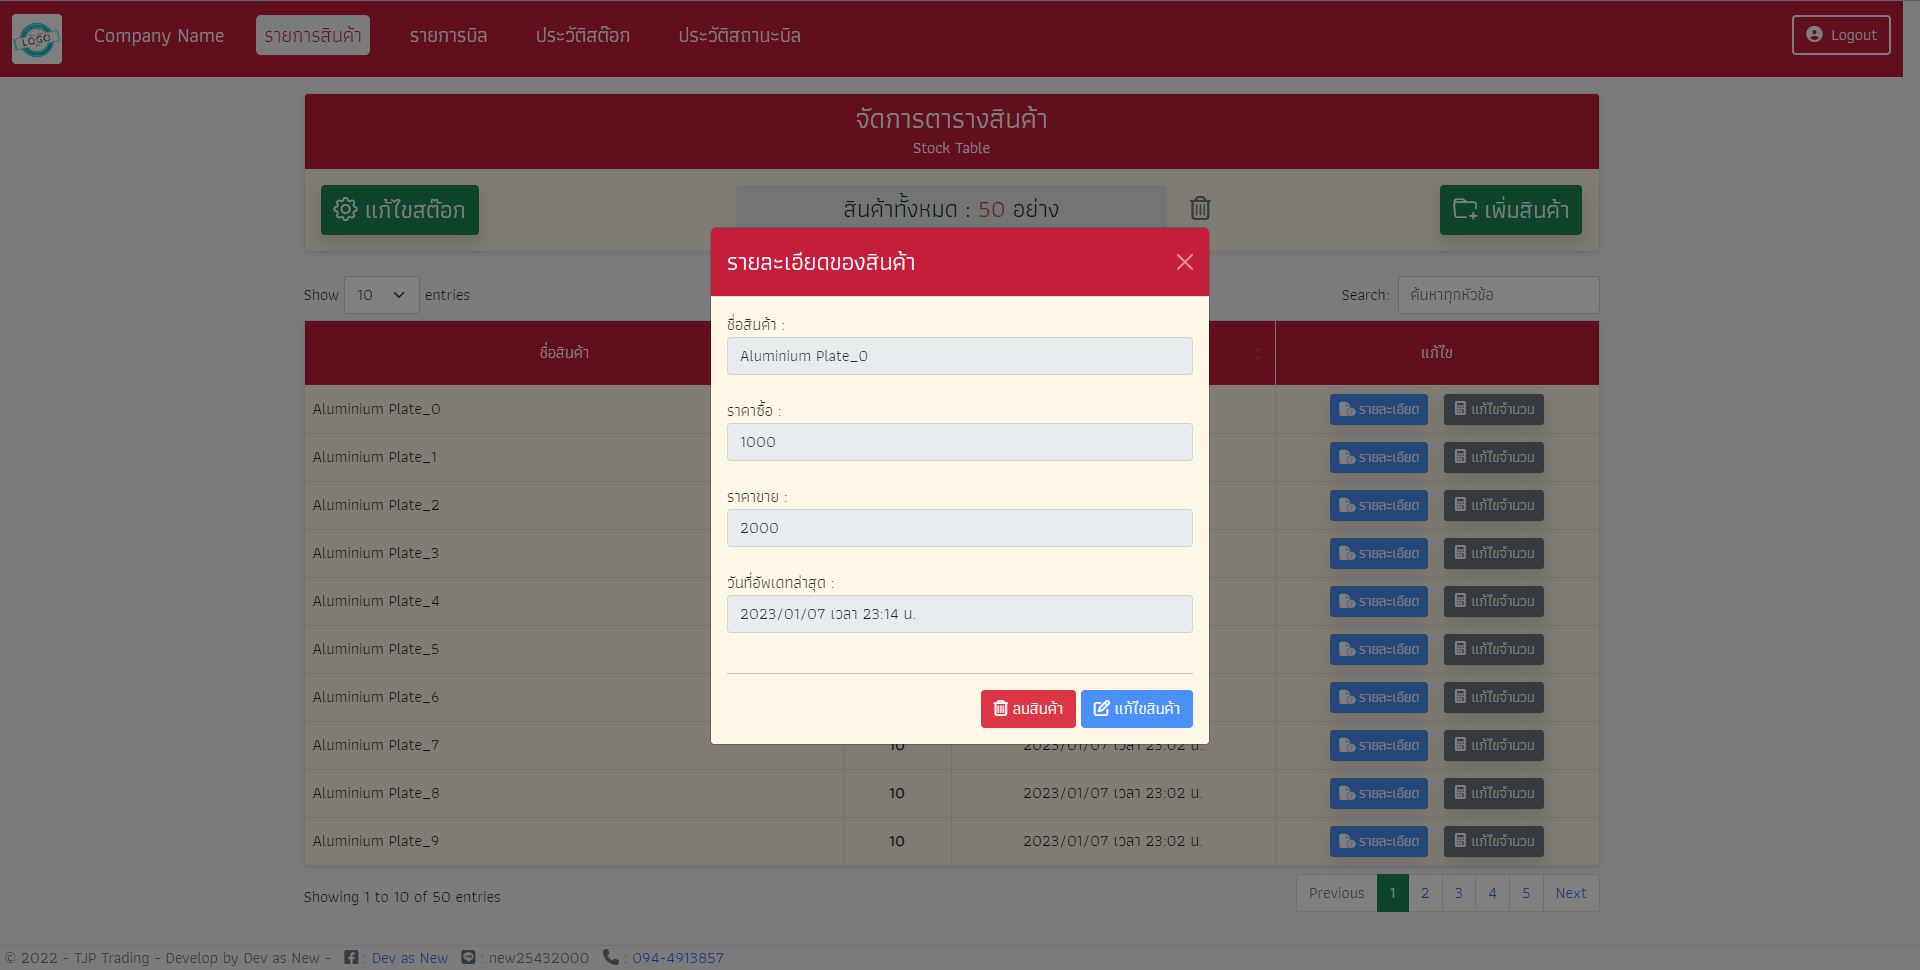 LOGO
Company Name
รายการสินค้า
รายการบิล
ประวัติสต๊อก
ประวัติสถานะบิล
Logout
จัดการตารางสินค้า
Stock Table
แก้ไขสต๊อก
สินค้าทั้งหมด : 50 อย่าง
เพิ่มสินค้า
Show 10 entries
Search: ค้นหาทุกหัวข้อ
ชื่อสินค้า
แก้ไข
Aluminium Plate_0
รายละเอียด แก้ไขจำนวน
Aluminium Plate_1
รายละเอียด แก้ไขจำนวน
Aluminium Plate_2
รายละเอียด แก้ไขจำนวน
Aluminium Plate_3
รายละเอียด แก้ไขจำนวน
Aluminium Plate_4
รายละเอียด แก้ไขจำนวน
Aluminium Plate_5
รายละเอียด แก้ไขจำนวน
Aluminium Plate_6
รายละเอียด แก้ไขจำนวน
Aluminium Plate_7 10 2023/01/07 เวลา 23:02 น.
รายละเอียด แก้ไขจำนวน
Aluminium Plate_8 10 2023/01/07 เวลา 23:02 น.
รายละเอียด แก้ไขจำนวน
Aluminium Plate_9 10 2023/01/07 เวลา 23:02 น.
รายละเอียด แก้ไขจำนวน
รายละเอียดของสินค้า
ชื่อสินค้า :
Aluminium Plate_0
ราคาซื้อ :
1000
ราคาขาย :
2000
วันที่อัพเดทล่าสุด :
2023/01/07 เวลา 23:14 น.
ลบสินค้า
แก้ไขสินค้า
Showing 1 to 10 of 50 entries
Previous 1 2 3 4 5 Next
© 2022 - TJP Trading - Develop by Dev as New - : Dev as New : new25432000 : 094-4913857